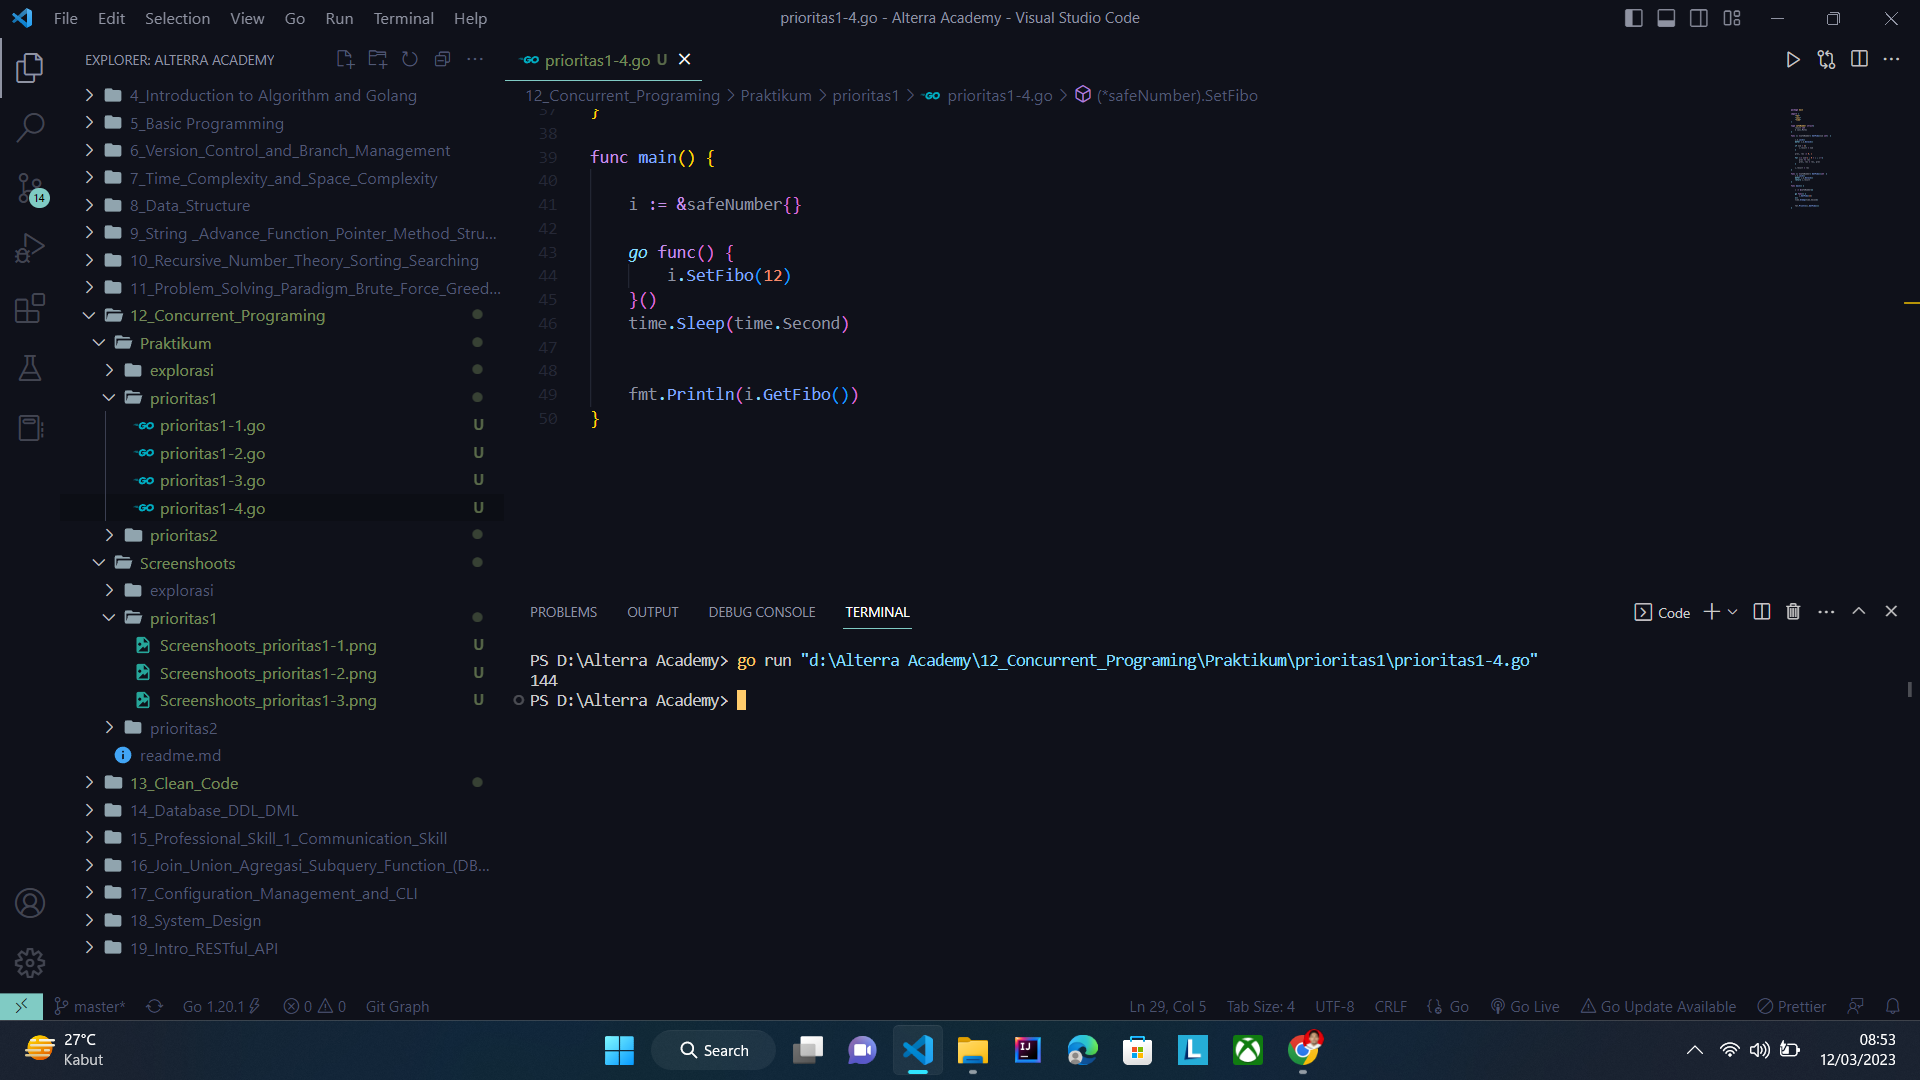 File Edit Selection View Go Run Terminal Help
prioritas1-4.go - Alterra Academy - Visual Studio Code
EXPLORER: ALTERRA ACADEMY
4_Introduction to Algorithm and Golang
5_Basic Programming
6_Version_Control_and_Branch_Management
7_Time_Complexity_and_Space_Complexity
14
8_Data_Structure
9_String _Advance_Function_Pointer_Method_Stru...
10_Recursive_Number_Theory_Sorting_Searching
11_Problem_Solving_Paradigm_Brute_Force_Greed...
12_Concurrent_Programing
Praktikum
explorasi
prioritas1
prioritas1-1.go U
prioritas1-2.go U
prioritas1-3.go U
prioritas1-4.go U
prioritas2
Screenshoots
explorasi
prioritas1
Screenshoots_prioritas1-1.png U
Screenshoots_prioritas1-2.png U
Screenshoots_prioritas1-3.png U
prioritas2
readme.md
13_Clean_Code
14_Database_DDL_DML
15_Professional_Skill_1_Communication_Skill
16_Join_Union_Agregasi_Subquery_Function_(DB...
17_Configuration_Management_and_CLI
18_System_Design
19_Intro_RESTful_API
prioritas1-4.go U
12_Concurrent_Programing > Praktikum > prioritas1 > prioritas1-4.go > (*safeNumber).SetFibo
37 }
38
39 func main() {
40
41 i := &safeNumber{}
42
43 go func() {
44 i.SetFibo(12)
45 }()
46 time.Sleep(time.Second)
47
48
49 fmt.Println(i.GetFibo())
50 }
PROBLEMS OUTPUT DEBUG CONSOLE TERMINAL
Code
PS D:\Alterra Academy> go run "d:\Alterra Academy\12_Concurrent_Programing\Praktikum\prioritas1\prioritas1-4.go"
144
PS D:\Alterra Academy>
master* Go 1.20.1 0 0 Git Graph
Ln 29, Col 5 Tab Size: 4 UTF-8 CRLF {} Go Go Live Go Update Available Prettier
27°C
Kabut
Search
08:53
12/03/2023